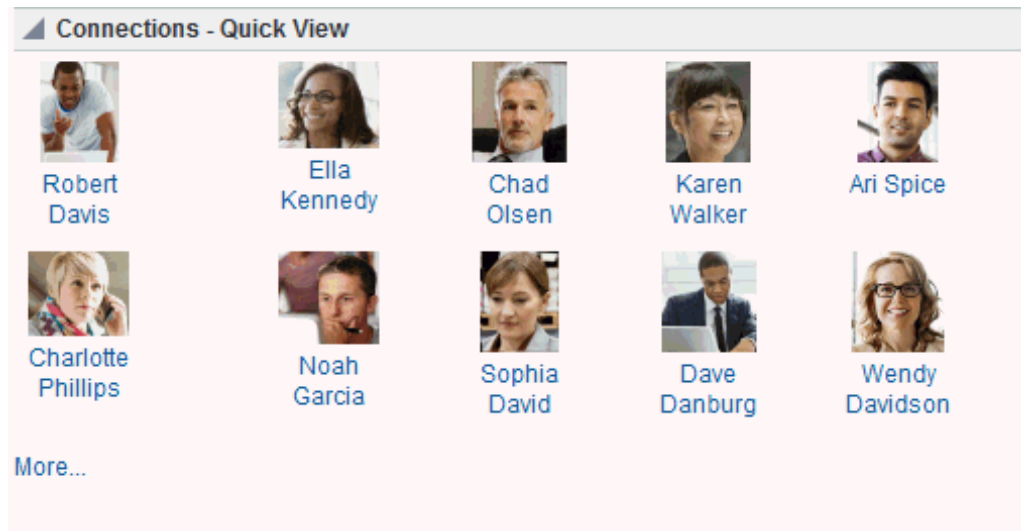 Connections - Quick View
Robert
Davis
Ella
Kennedy
Chad
Olsen
Karen
Walker
Ari Spice
Charlotte
Phillips
Noah
Garcia
Sophia
David
Dave
Danburg
Wendy
Davidson
More...